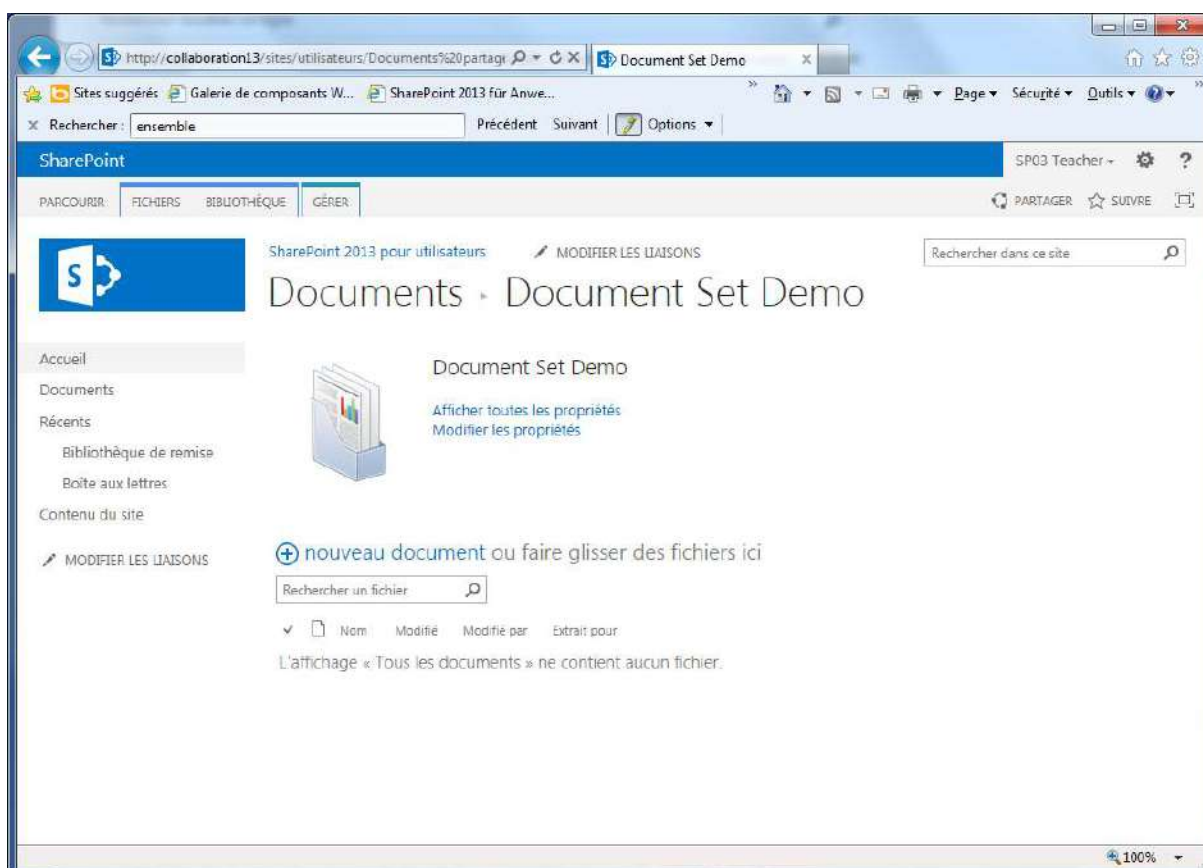 http://collaboration13/sites/utilisateurs/Documents%20partagi
Document Set Demo
Sites suggérés Galerie de composants W... SharePoint 2013 für Anwe... » Page Sécurité Outils »
Rechercher : ensemble Précédent Suivant Options
SharePoint SP03 Teacher ?
PARCOURIR FICHIERS BIBLIOTHÈQUE GÉRER PARTAGER SUIVRE
S
SharePoint 2013 pour utilisateurs MODIFIER LES LIAISONS Rechercher dans ce site
Documents Document Set Demo
Accueil
Documents
Récents
Bibliothèque de remise
Boîte aux lettres
Contenu du site
MODIFIER LES LIAISONS
Document Set Demo
Afficher toutes les propriétés
Modifier les propriétés
nouveau document ou faire glisser des fichiers ici
Rechercher un fichier
Nom Modifié Modifié par Extrait pour
L'affichage « Tous les documents » ne contient aucun fichier.
100%